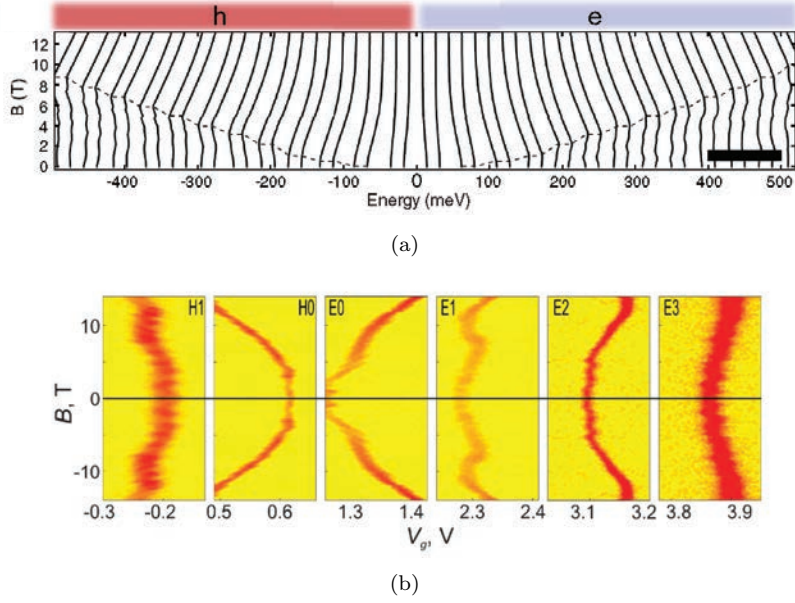 h e
12
10
8
6
4
2
0
B (T)
-400 -300 -200 -100 0 100 200 300 400 500
Energy (meV)
(a)
H1 H0 E0 E1 E2 E3
10
0
-10
B, T
-0.3 -0.2 0.5 0.6 1.3 1.4 2.3 2.4 3.1 3.2 3.8 3.9
Vg, V
(b)